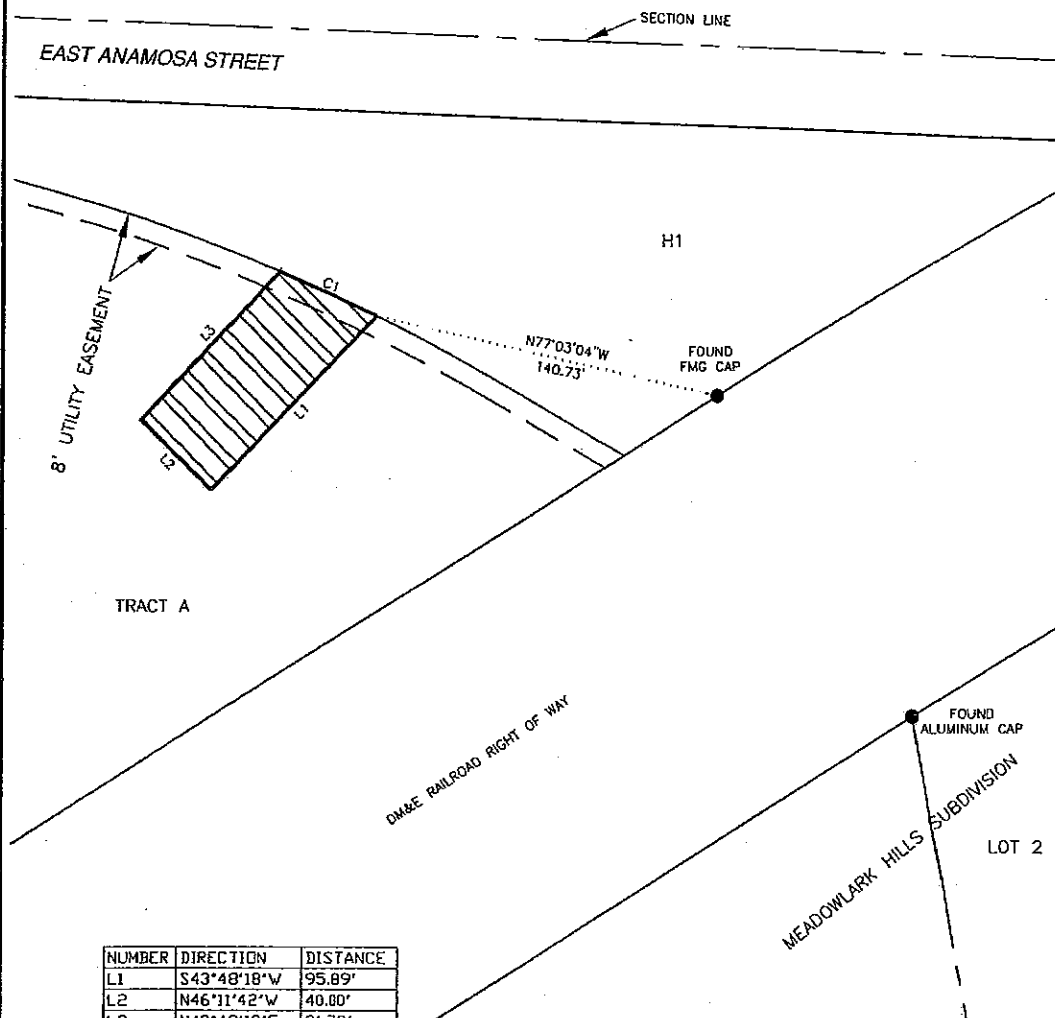 SECTION LINE
EAST ANAMOSA STREET
H1
C1
8' UTILITY EASEMENT
L3
L1
L2
N77°03'04"W
140.73'
FOUND
FMG CAP
TRACT A
DM&E RAILROAD RIGHT OF WAY
FOUND
ALUMINUM CAP
MEADOWLARK HILLS SUBDIVISION
LOT 2
NUMBER DIRECTION DISTANCE
L1 S43°48'18"W 95.89'
L2 N46°11'42"W 40.00'